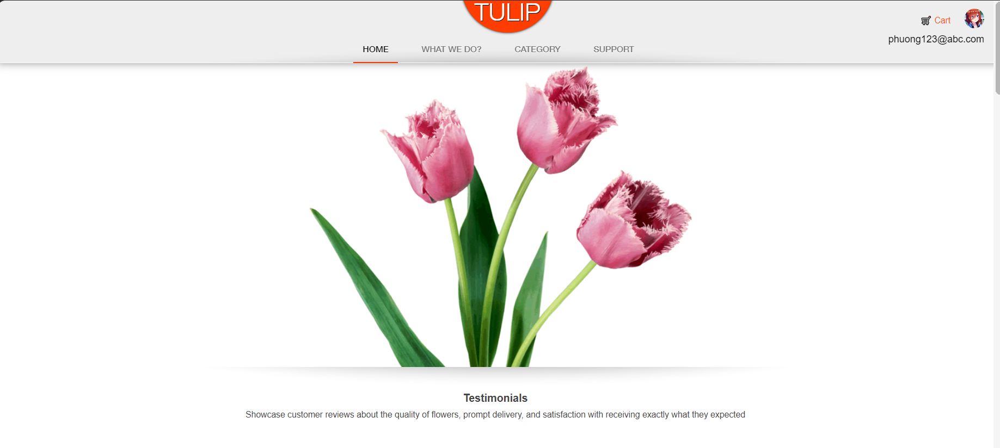 TULIP
Cart
phuong123@abc.com
HOME WHAT WE DO? CATEGORY SUPPORT
Testimonials
Showcase customer reviews about the quality of flowers, prompt delivery, and satisfaction with receiving exactly what they expected